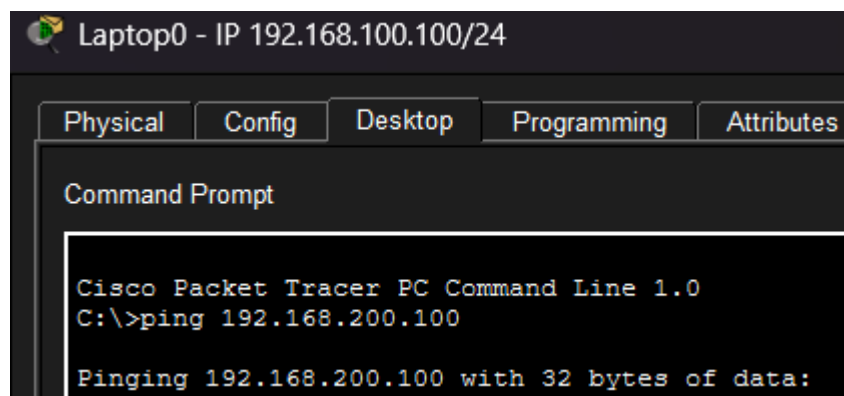 Laptop0 - IP 192.168.100.100/24
Physical Config Desktop Programming Attributes
Command Prompt
Cisco Packet Tracer PC Command Line 1.0
C:\>ping 192.168.200.100
Pinging 192.168.200.100 with 32 bytes of data: